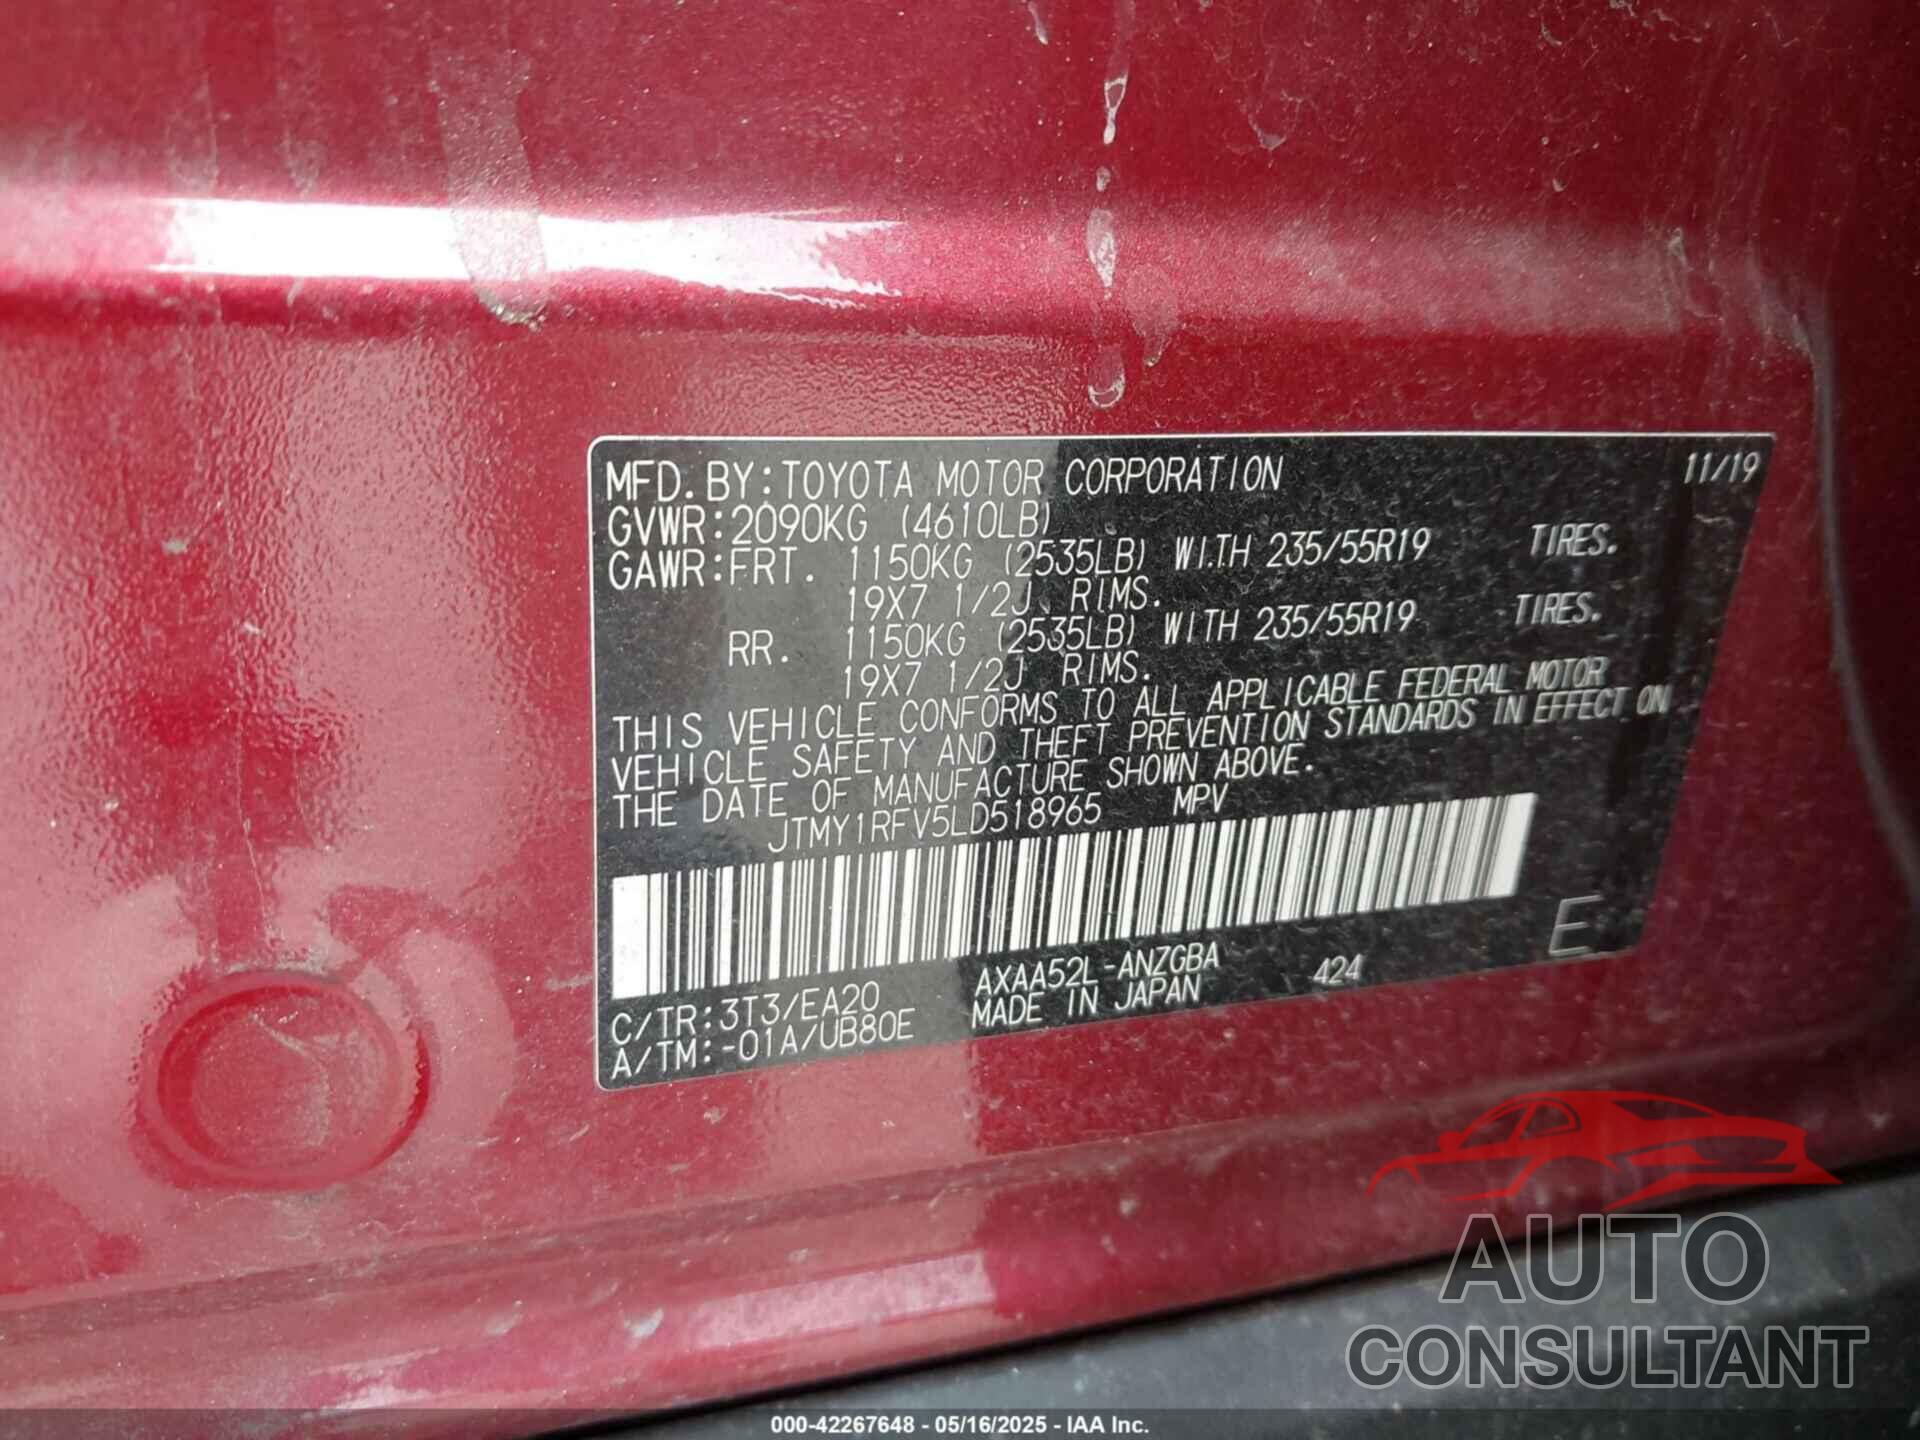 MFD. BY: TOYOTA MOTOR CORPORATION 11/19
GVWR: 2090KG (4610LB)
GAWR: FRT. 1150KG (2535LB) WITH 235/55R19 TIRES.
19X7 1/2J RIMS.
RR. 1150KG (2535LB) WITH 235/55R19 TIRES.
19X7 1/2J RIMS.
THIS VEHICLE CONFORMS TO ALL APPLICABLE FEDERAL MOTOR
VEHICLE SAFETY AND THEFT PREVENTION STANDARDS IN EFFECT ON
THE DATE OF MANUFACTURE SHOWN ABOVE.
JTMY1RFV5LD518965 MPV
E
C/TR: 3T3/EA20 AXAA52L-ANZGBA 424
A/TM: -01A/UB80E MADE IN JAPAN
AUTO
CONSULTANT
000-42267648 - 05/16/2025 - IAA Inc.